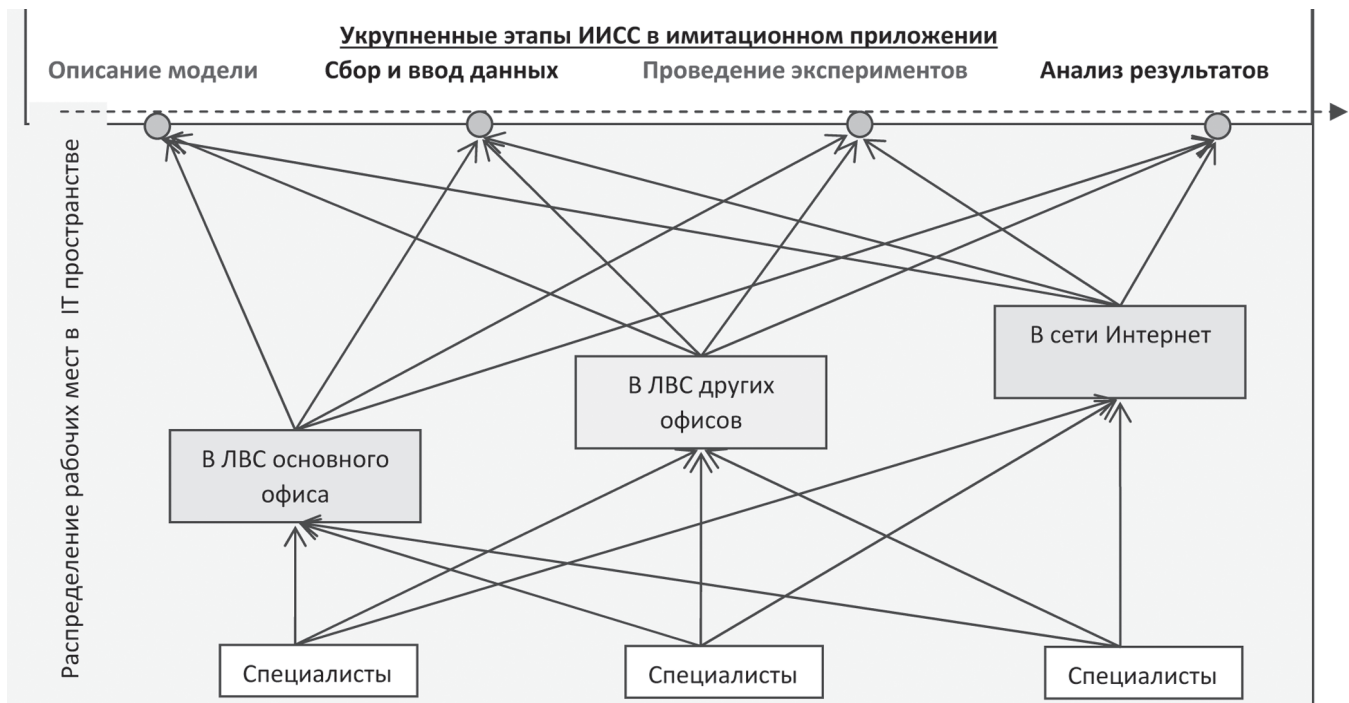 Укрупненные этапы ИИСС в имитационном приложении
Описание модели
Сбор и ввод данных
Проведение экспериментов
Анализ результатов
Распределение рабочих мест в IT пространстве
В сети Интернет
В ЛВС других
офисов
В ЛВС основного
офиса
Специалисты
Специалисты
Специалисты